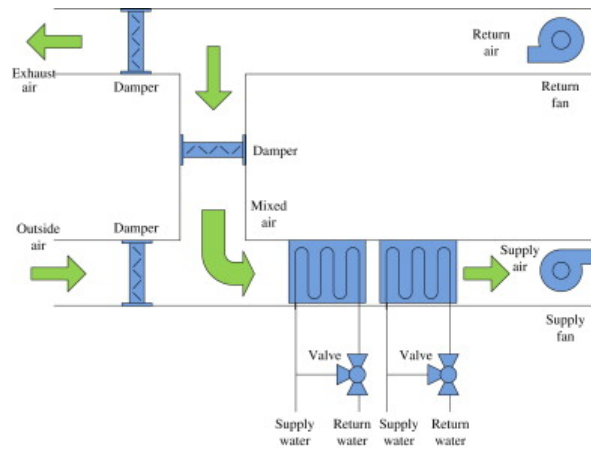 Return
air
Exhaust
air
Damper
Return
fan
Damper
Mixed
air
Outside
air
Damper
Supply
air
Supply
fan
Valve
Valve
Supply
water
Return
water
Supply
water
Return
water